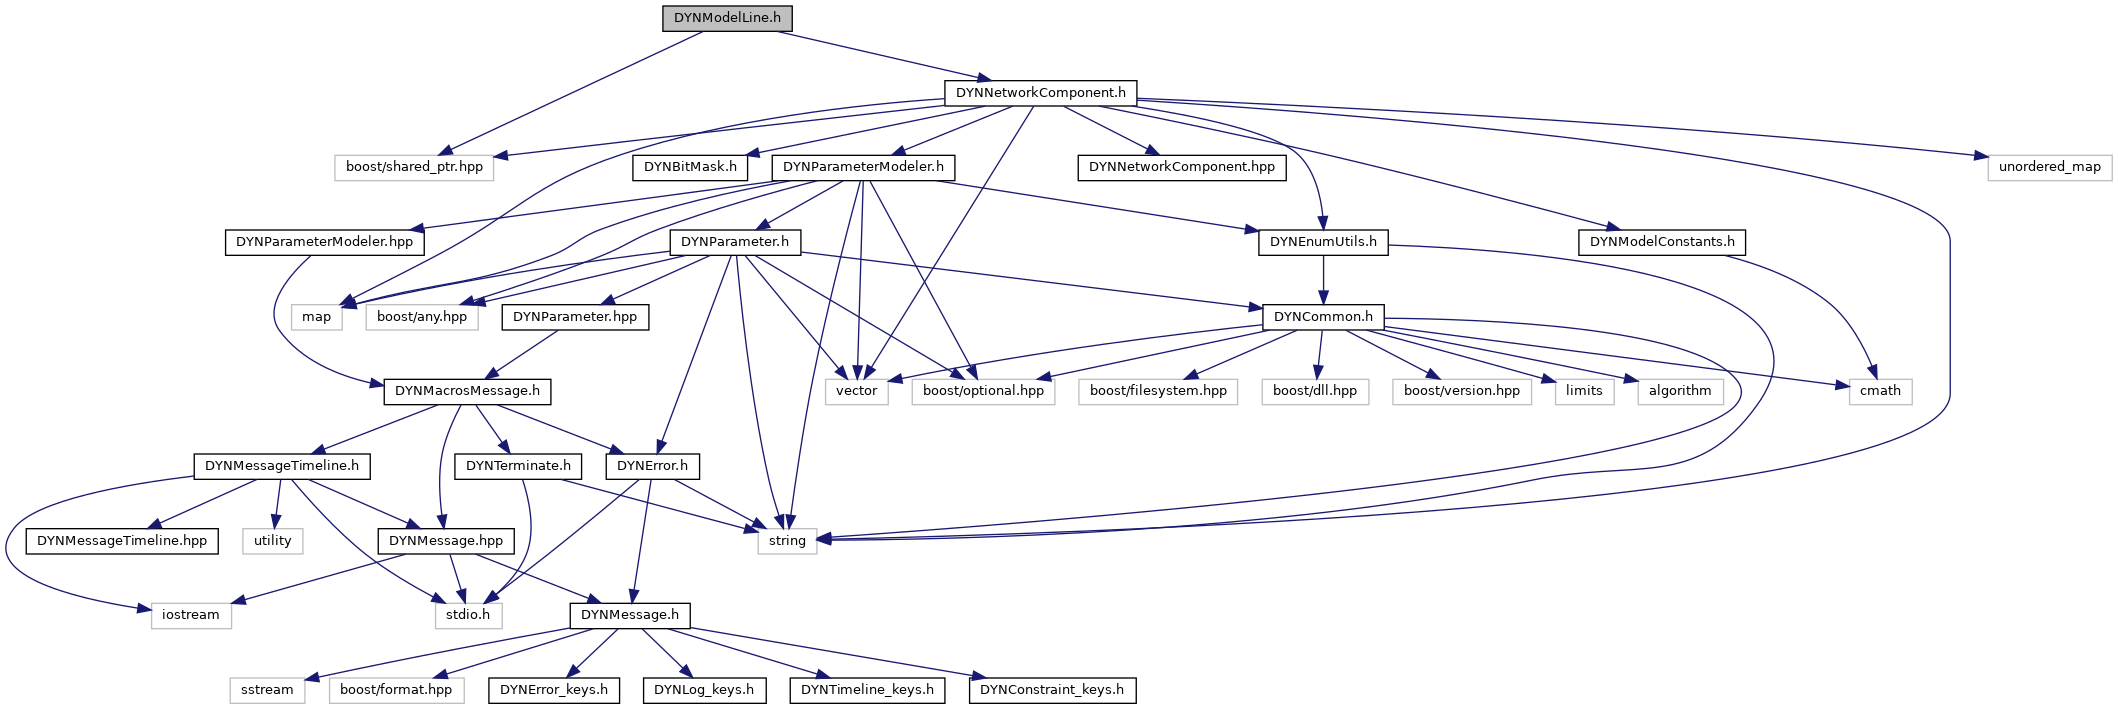 DYNModelLine.h
DYNNetworkComponent.h
boost/shared_ptr.hpp
DYNBitMask.h
DYNParameterModeler.h
DYNNetworkComponent.hpp
unordered_map
DYNParameterModeler.hpp
DYNParameter.h
DYNEnumUtils.h
DYNModelConstants.h
map
boost/any.hpp
DYNParameter.hpp
DYNCommon.h
DYNMacrosMessage.h
vector
boost/optional.hpp
boost/filesystem.hpp
boost/dll.hpp
boost/version.hpp
limits
algorithm
cmath
DYNMessageTimeline.h
DYNTerminate.h
DYNError.h
DYNMessageTimeline.hpp
utility
DYNMessage.hpp
string
iostream
stdio.h
DYNMessage.h
sstream
boost/format.hpp
DYNError_keys.h
DYNLog_keys.h
DYNTimeline_keys.h
DYNConstraint_keys.h